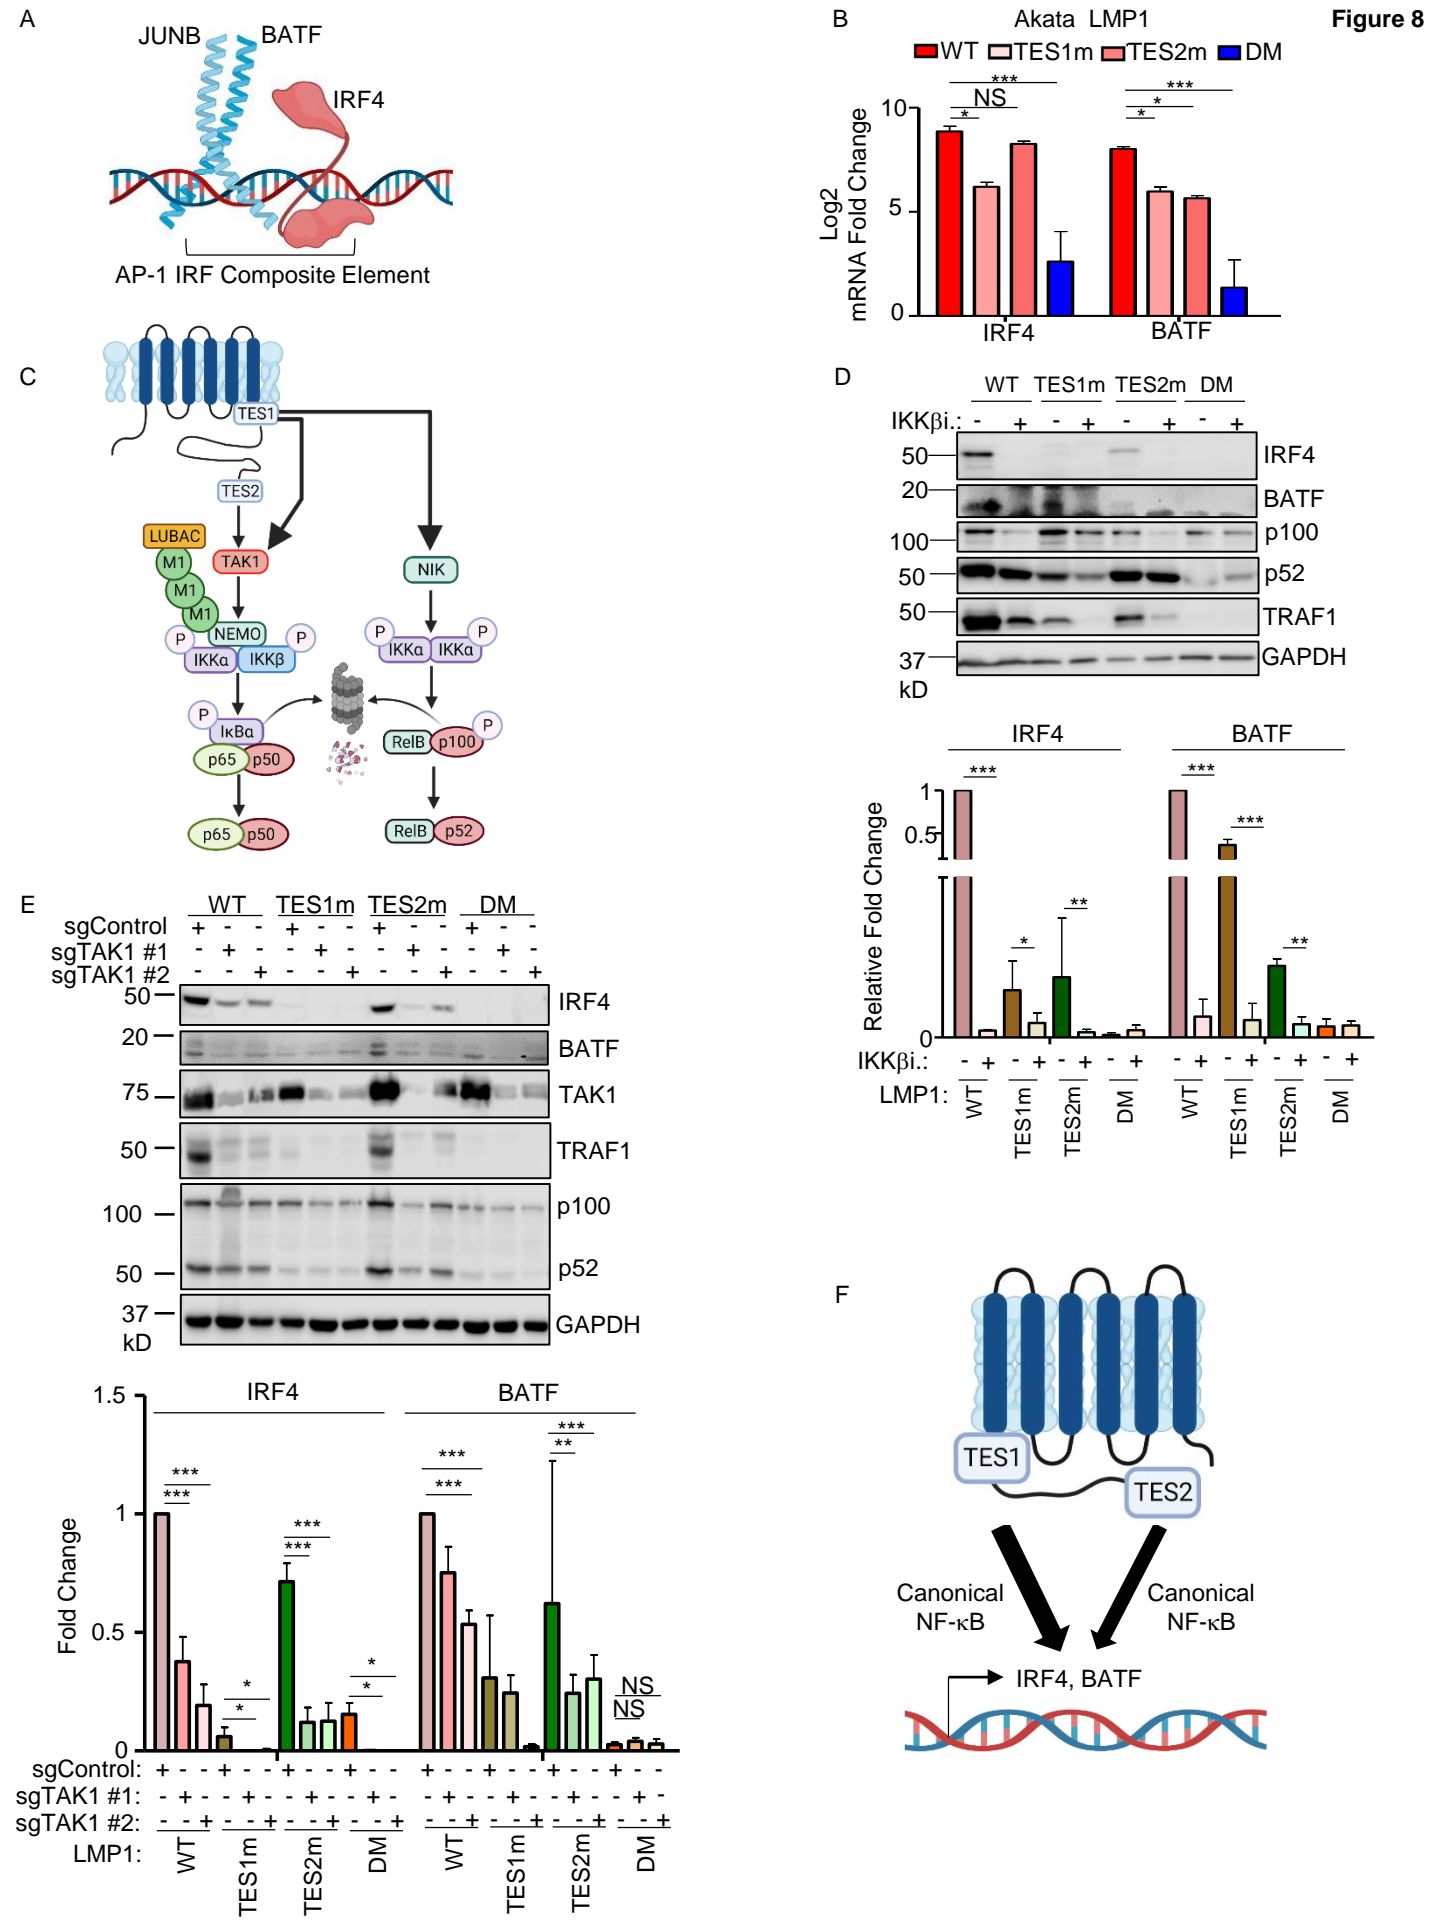 Figure 8
A
JUNB BATF
IRF4
AP-1 IRF Composite Element
B
Akata LMP1
WT TES1m TES2m DM
*** NS * *** * *
Log2
mRNA Fold Change
10
5
0
IRF4 BATF
C
TES1
TES2
LUBAC
M1
M1
M1
TAK1
NIK
NEMO
P P P P
IKKα IKKβ
IKKα IKKα
P
IκBα
p65 p50
P
RelB p100
p65 p50
RelB p52
D
WT TES1m TES2m DM
IKKβi.: - + - + - + - +
50 IRF4
20 BATF
100 p100
50 p52
50 TRAF1
37 GAPDH
kD
IRF4 BATF
*** * ** *** *** **
Relative Fold Change
1
0.5
0
IKKβi.: - + - + - + - + - + - + - + - +
LMP1: WT TES1m TES2m DM WT TES1m TES2m DM
E
WT TES1m TES2m DM
sgControl + - - + - - + - - + - -
sgTAK1 #1 - + - - + - - + - - + -
sgTAK1 #2 - - + - - + - - + - - +
50 IRF4
20 BATF
75 TAK1
50 TRAF1
100 p100
50 p52
37 GAPDH
kD
IRF4 BATF
*** *** * * *** *** * * *** *** *** ** NS NS
Fold Change
1.5
1
0.5
0
sgControl: + - - + - - + - - + - - + - - + - - + - - + - -
sgTAK1 #1: - + - - + - - + - - + - - + - - + - - + - - + -
sgTAK1 #2: - - + - - + - - + - - + - - + - - + - - + - - +
LMP1: WT TES1m TES2m DM WT TES1m TES2m DM
F
TES1
TES2
Canonical
NF-κB
Canonical
NF-κB
IRF4, BATF